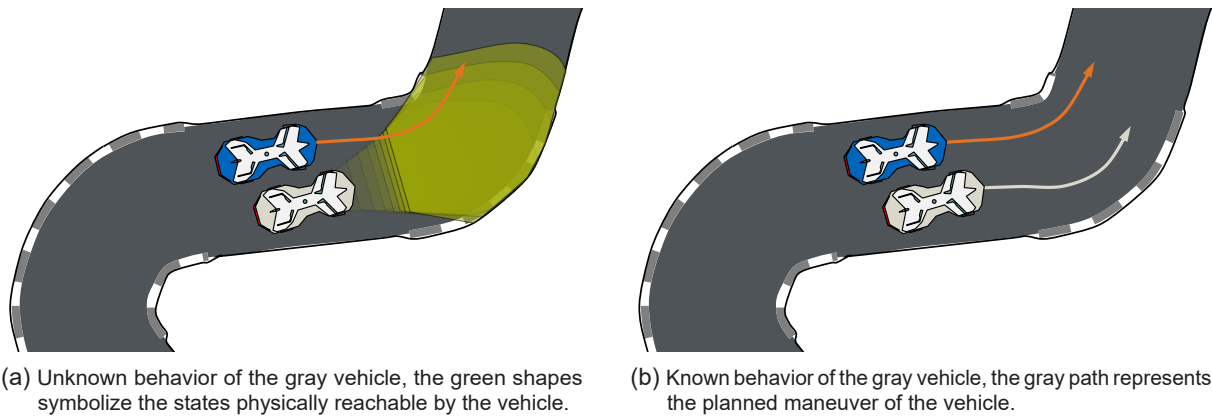 (a) Unknown behavior of the gray vehicle, the green shapes
symbolize the states physically reachable by the vehicle.
(b) Known behavior of the gray vehicle, the gray path represents
the planned maneuver of the vehicle.